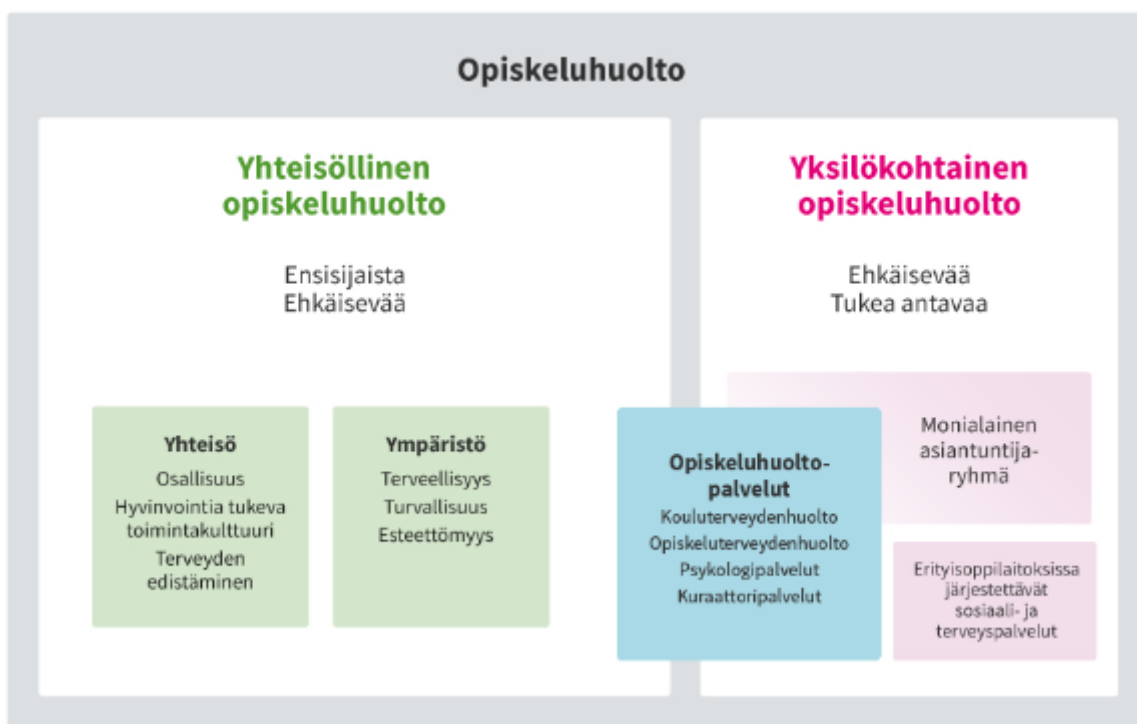 Opiskeluhuolto
Yhteisöllinen
opiskeluhuolto
Ensisijaista
Ehkäisevää
Yhteisö
Osallisuus
Hyvinvointia tukeva
toimintakulttuuri
Terveyden
edistäminen
Ympäristö
Terveellisyys
Turvallisuus
Esteettömyys
Opiskeluhuolto-
palvelut
Kouluterveydenhuolto
Opiskeluterveydenhuolto
Psykologipalvelut
Kuraattoripalvelut
Yksilökohtainen
opiskeluhuolto
Ehkäisevää
Tukea antavaa
Monialainen
asiantuntija-
ryhmä
Erityisoppilaitoksissa
järjestettävät
sosiaali- ja
terveyspalvelut